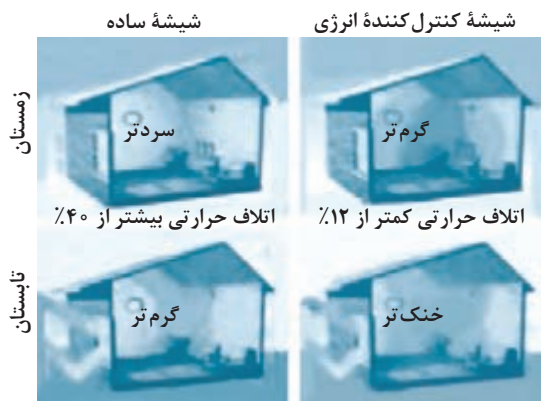 شیشهٔ کنترل‌کنندهٔ انرژی
شیشهٔ ساده
زمستان
گرم‌تر
سردتر
اتلاف حرارتی کمتر از ۱۲٪
اتلاف حرارتی بیشتر از ۴۰٪
تابستان
خنک‌تر
گرم‌تر